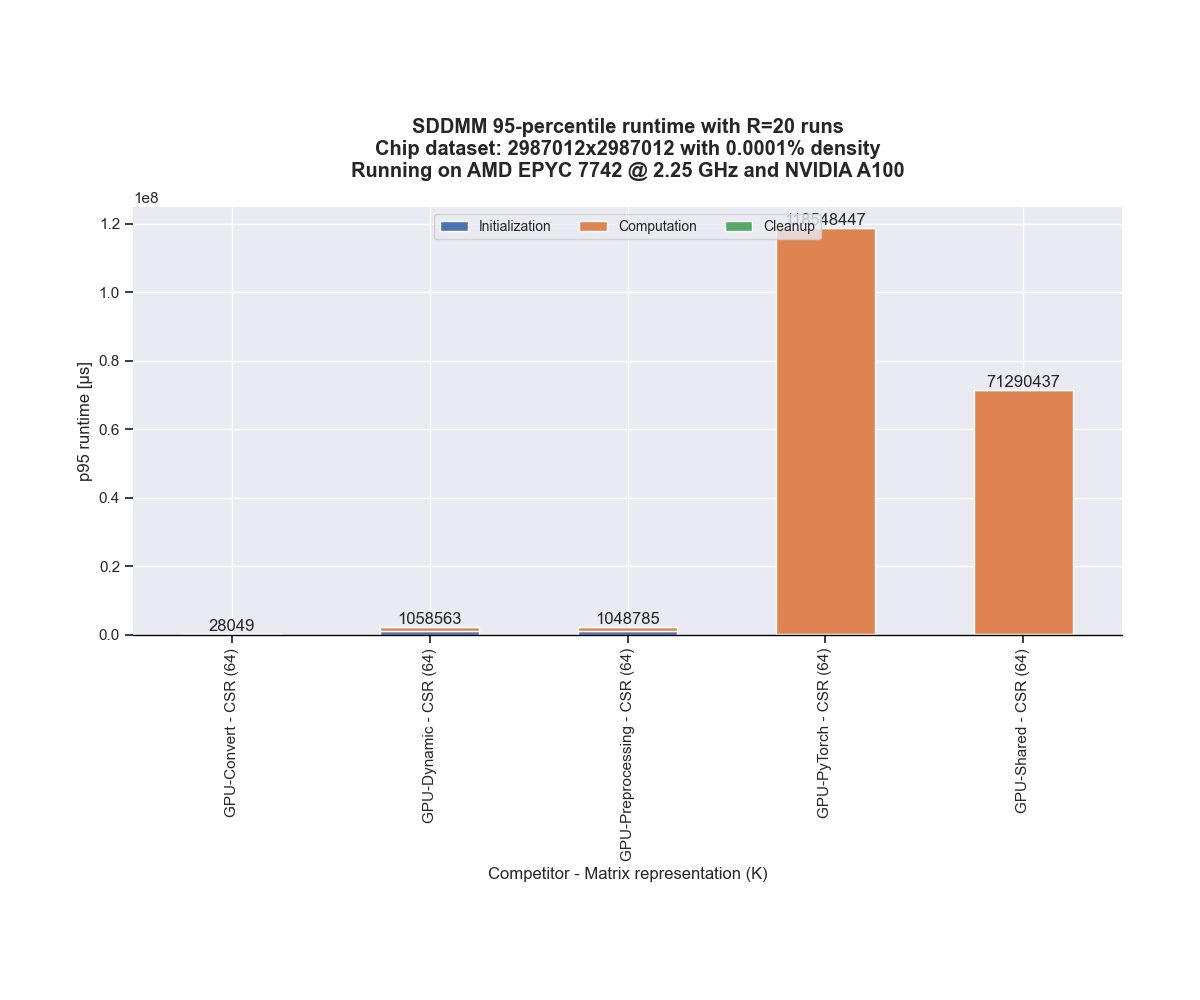 SDDMM 95-percentile runtime with R=20 runs
Chip dataset: 2987012x2987012 with 0.0001% density
Running on AMD EPYC 7742 @ 2.25 GHz and NVIDIA A100
1e8
Initialization
Computation
Cleanup
118548447
71290437
28049
1058563
1048785
1.2
1.0
0.8
0.6
0.4
0.2
0.0
p95 runtime [µs]
GPU-Convert - CSR (64)
GPU-Dynamic - CSR (64)
GPU-Preprocessing - CSR (64)
GPU-PyTorch - CSR (64)
GPU-Shared - CSR (64)
Competitor - Matrix representation (K)